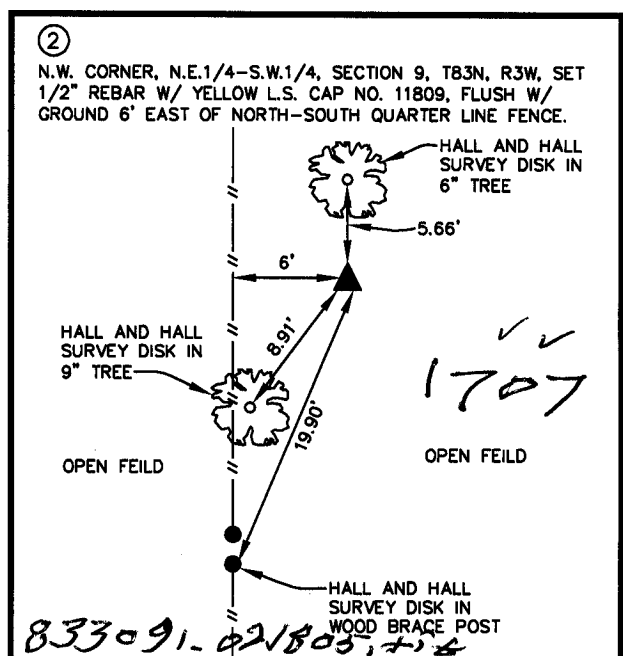 2
N.W. CORNER, N.E.1/4-S.W.1/4, SECTION 9, T83N, R3W, SET
1/2" REBAR W/ YELLOW L.S. CAP NO. 11809, FLUSH W/
GROUND 6' EAST OF NORTH-SOUTH QUARTER LINE FENCE.
HALL AND HALL
SURVEY DISK IN
6" TREE
5.66'
6'
8.91'
HALL AND HALL
SURVEY DISK IN
9" TREE
19.90'
1707
OPEN FEILD
OPEN FEILD
HALL AND HALL
SURVEY DISK IN
WOOD BRACE POST
833091-021805.tif